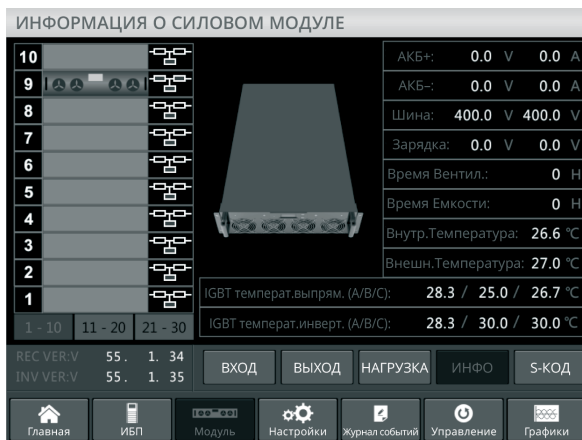 ИНФОРМАЦИЯ О СИЛОВОМ МОДУЛЕ
10
9
8
7
6
5
4
3
2
1
1 - 10 11 - 20 21 - 30
АКБ+: 0.0 V 0.0 A
АКБ–: 0.0 V 0.0 A
Шина: 400.0 V 400.0 V
Зарядка: 0.0 V 0.0 V
Время Вентил.: 0 H
Время Емкости: 0 H
Внутр.Температура: 26.6 °C
Внешн.Температура: 27.0 °C
IGBT температ.выпрям. (A/B/C): 28.3 / 25.0 / 26.7 °C
IGBT температ.инверт. (A/B/C): 28.3 / 30.0 / 30.0 °C
REC VER:V 55. 1. 34
INV VER:V 55. 1. 35
ВХОД ВЫХОД НАГРУЗКА ИНФО S-КОД
Главная ИБП Модуль Настройки Журнал событий Управление Графики